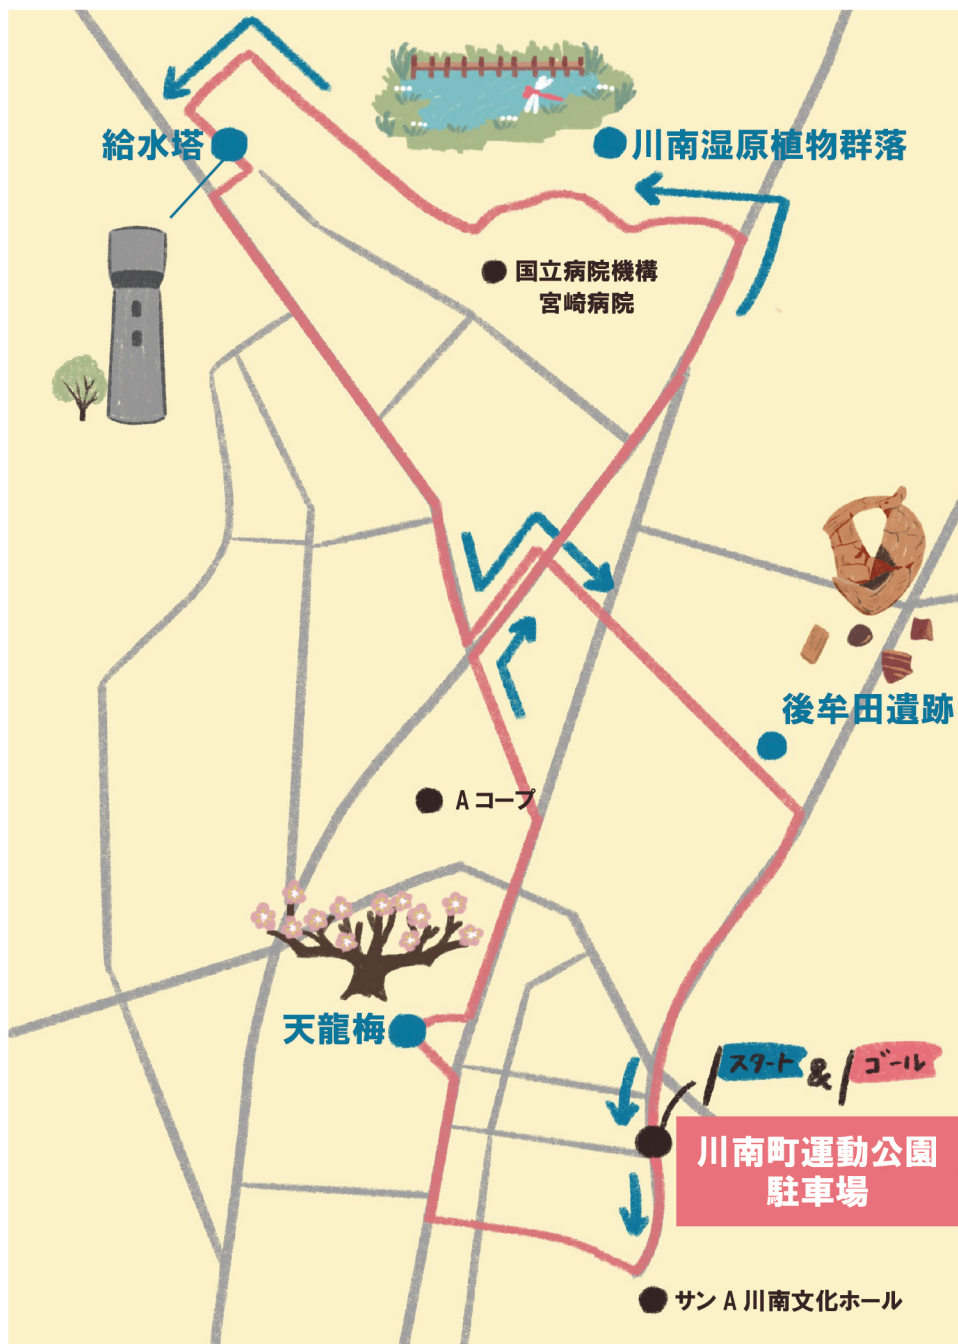 給水塔
川南湿原植物群落
国立病院機構
宮崎病院
後牟田遺跡
Aコープ
天龍梅
スタート & ゴール
川南町運動公園
駐車場
サンA川南文化ホール